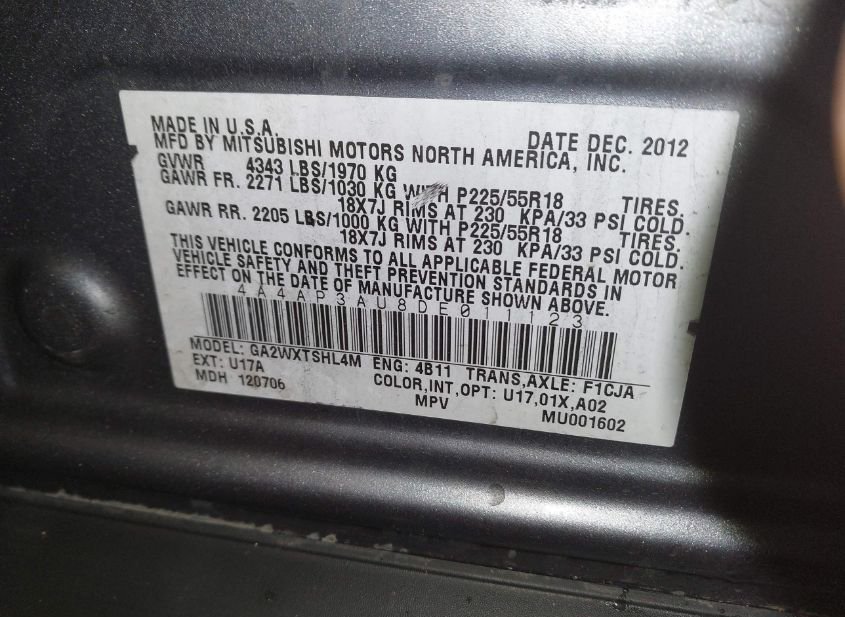 MADE IN U.S.A. DATE DEC. 2012
MFD BY MITSUBISHI MOTORS NORTH AMERICA, INC.
GVWR 4343 LBS/1970 KG
GAWR FR. 2271 LBS/1030 KG WITH P225/55R18 TIRES.
18X7J RIMS AT 230 KPA/33 PSI COLD.
GAWR RR. 2205 LBS/1000 KG WITH P225/55R18 TIRES.
18X7J RIMS AT 230 KPA/33 PSI COLD.
THIS VEHICLE CONFORMS TO ALL APPLICABLE FEDERAL MOTOR
VEHICLE SAFETY AND THEFT PREVENTION STANDARDS IN
EFFECT ON THE DATE OF MANUFACTURE SHOWN ABOVE.
4A4AP3AU8DE011123
MODEL: GA2WXTSHL4M ENG: 4B11 TRANS,AXLE: F1CJA
EXT: U17A COLOR,INT,OPT: U17,01X,A02
MDH 120706 MPV MU001602